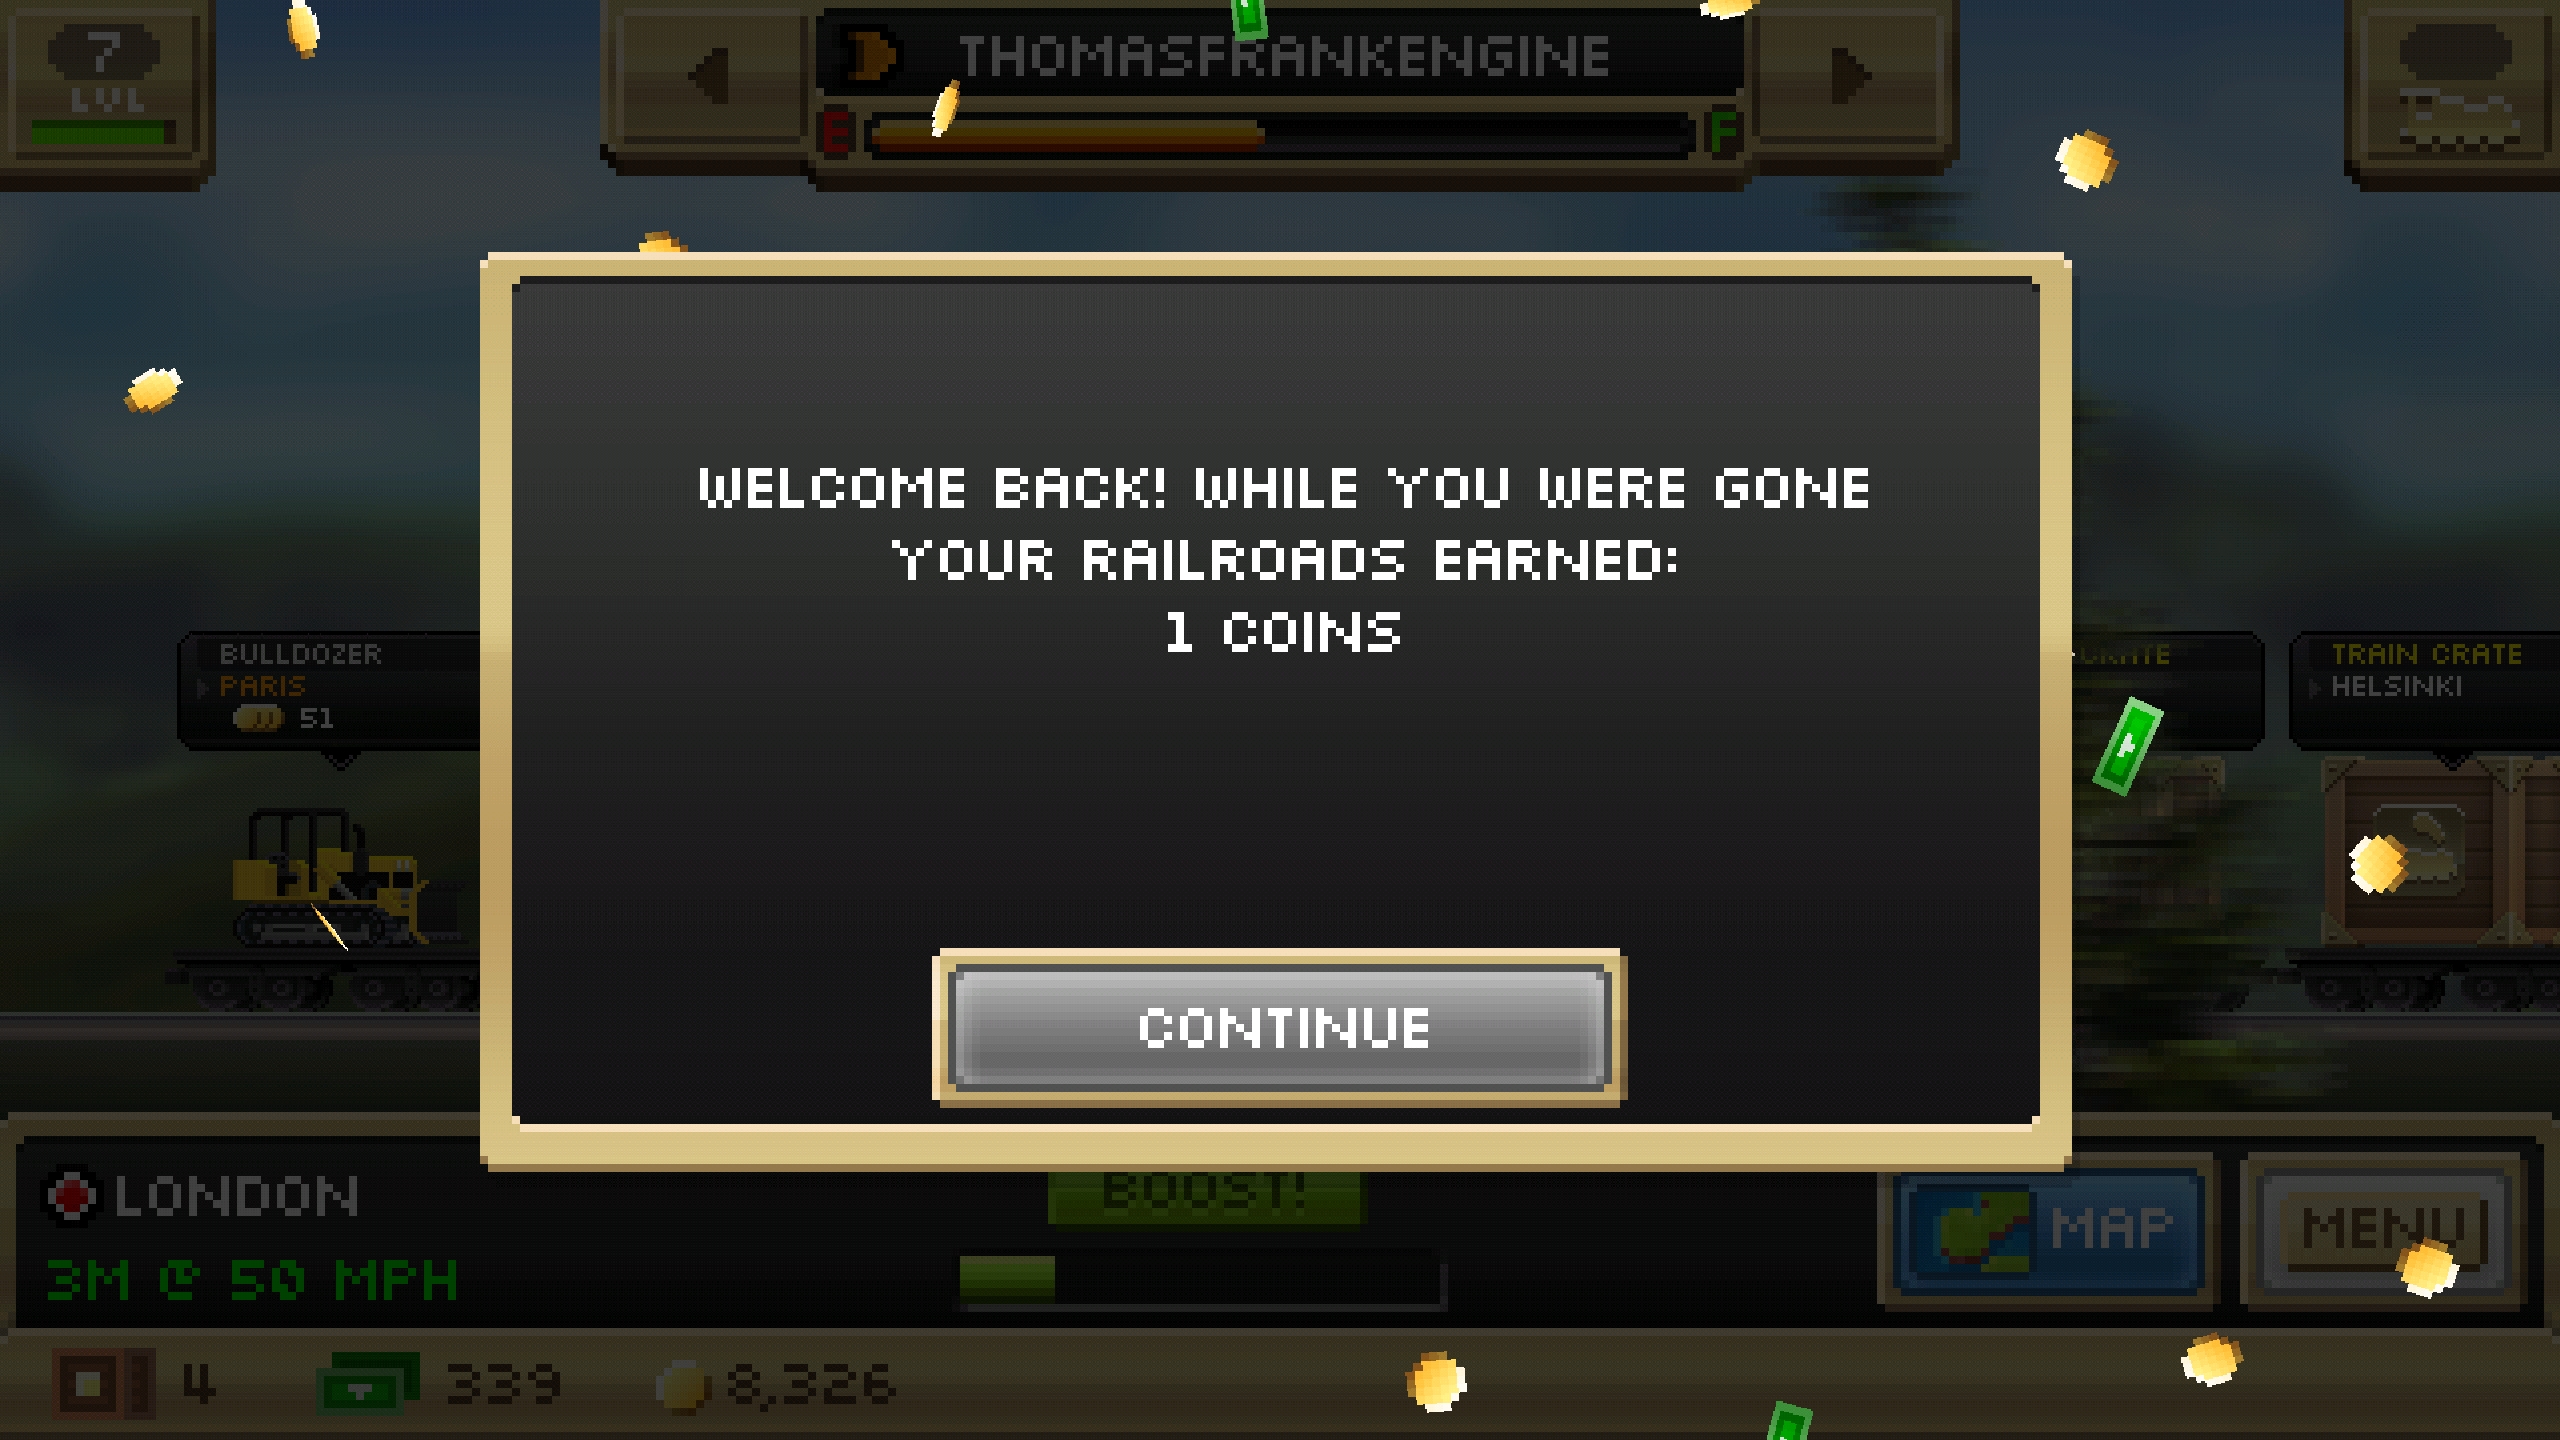 7
LVL
THOMASFRANKENGINE
E
F
WELCOME BACK! WHILE YOU WERE GONE
YOUR RAILROADS EARNED:
1 COINS
BULLDOZER
PARIS
51
TRAIN CRATE
HELSINKI
CONTINUE
LONDON
3M @ 50 MPH
BOOST!
MAP
MENU
4
339
8,326